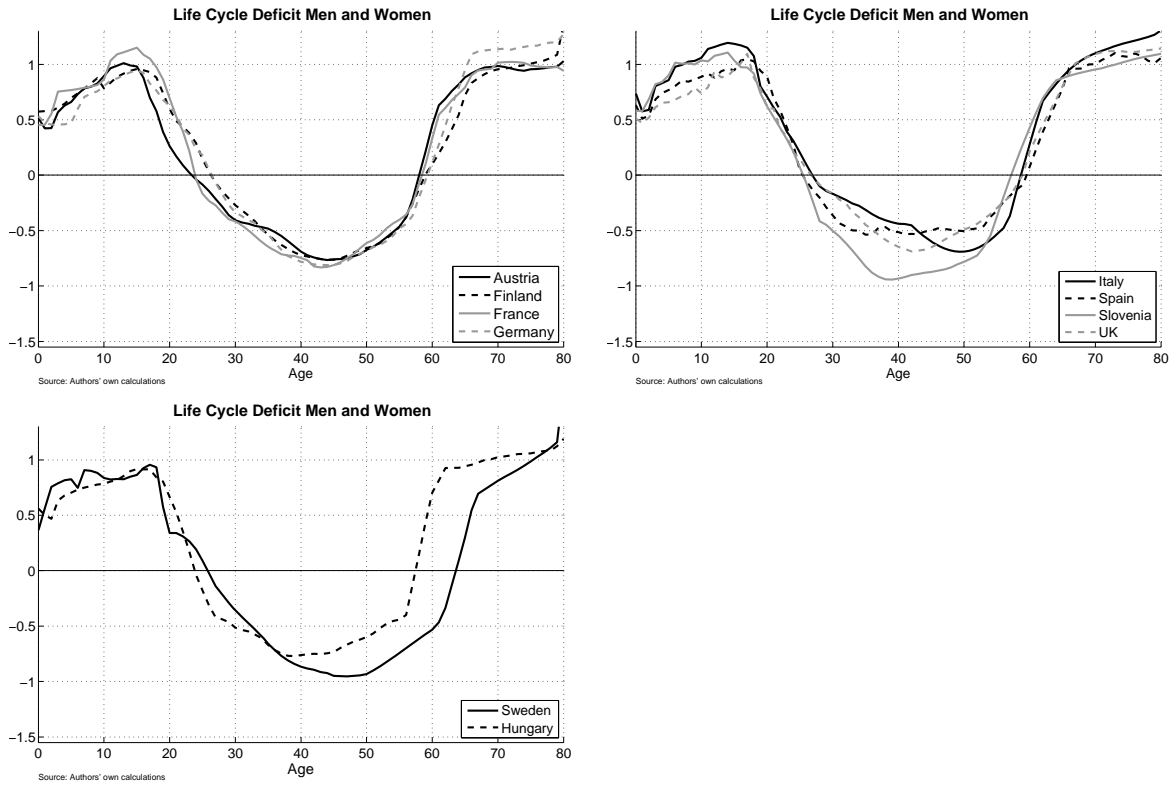 Life Cycle Deficit Men and Women
1
0.5
0
−0.5
−1
−1.5
0 10 20 30 40 50 60 70 80
Age
Austria
Finland
France
Germany
Source: Authors' own calculations
Life Cycle Deficit Men and Women
1
0.5
0
−0.5
−1
−1.5
0 10 20 30 40 50 60 70 80
Age
Italy
Spain
Slovenia
UK
Source: Authors' own calculations
Life Cycle Deficit Men and Women
1
0.5
0
−0.5
−1
−1.5
0 10 20 30 40 50 60 70 80
Age
Sweden
Hungary
Source: Authors' own calculations